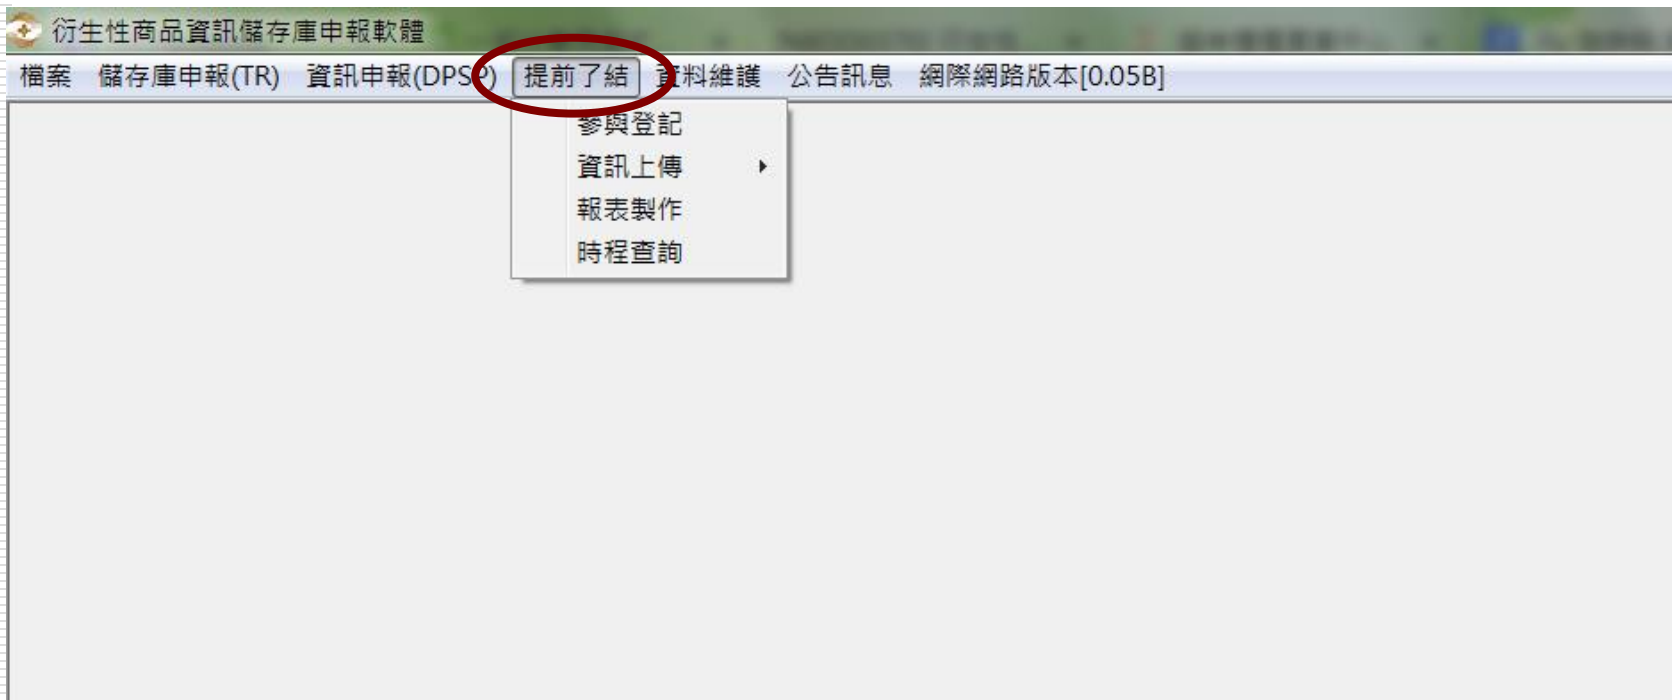 衍生性商品資訊儲存庫申報軟體
檔案 儲存庫申報(TR) 資訊申報(DPSP) 提前了結 資料維護 公告訊息 網際網路版本[0.05B]
參與登記
資訊上傳
報表製作
時程查詢